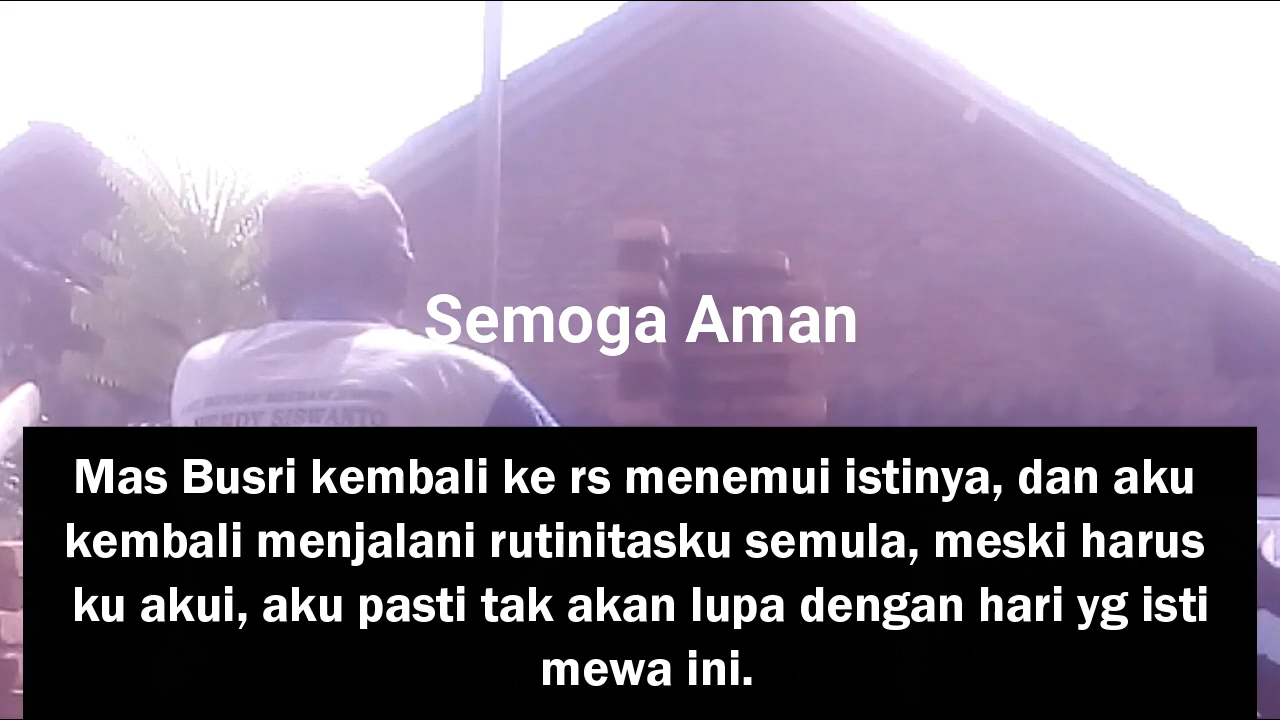 Semoga Aman
SISWANTO
Mas Busri kembali ke rs menemui istinya, dan aku
kembali menjalani rutinitasku semula, meski harus
ku akui, aku pasti tak akan lupa dengan hari yg isti
mewa ini.